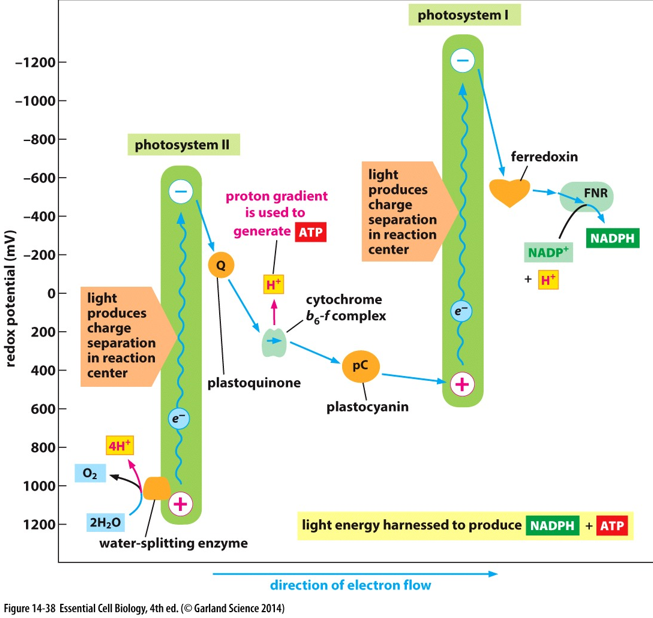 photosystem I
−1200
−1000
−800
−600
−400
−200
0
200
400
600
800
1000
1200
redox potential (mV)
photosystem II
−
light
produces
charge
separation
in reaction
center
e−
+
4H+
O2
2H2O
water-splitting enzyme
Q
plastoquinone
proton gradient
is used to
generate ATP
H+
cytochrome
b6-f complex
pC
plastocyanin
−
light
produces
charge
separation
in reaction
center
e−
+
ferredoxin
FNR
NADP+
+ H+
NADPH
light energy harnessed to produce NADPH + ATP
direction of electron flow
Figure 14-38 Essential Cell Biology, 4th ed. (© Garland Science 2014)